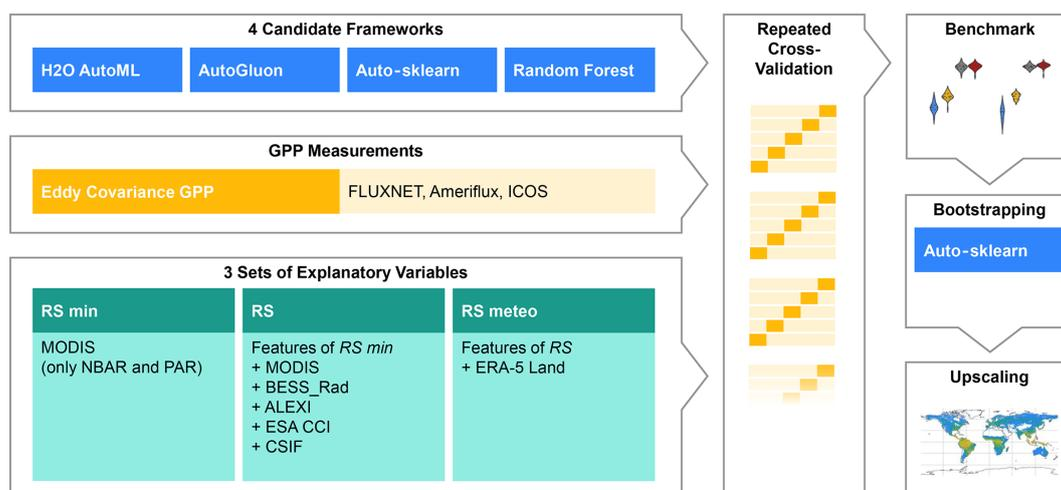 4 Candidate Frameworks
H2O AutoML
AutoGluon
Auto-sklearn
Random Forest
GPP Measurements
Eddy Covariance GPP
FLUXNET, Ameriflux, ICOS
3 Sets of Explanatory Variables
RS min
MODIS
(only NBAR and PAR)
RS
Features of RS min
+ MODIS
+ BESS_Rad
+ ALEXI
+ ESA CCI
+ CSIF
RS meteo
Features of RS
+ ERA-5 Land
Repeated
Cross-
Validation
Benchmark
Bootstrapping
Auto-sklearn
Upscaling